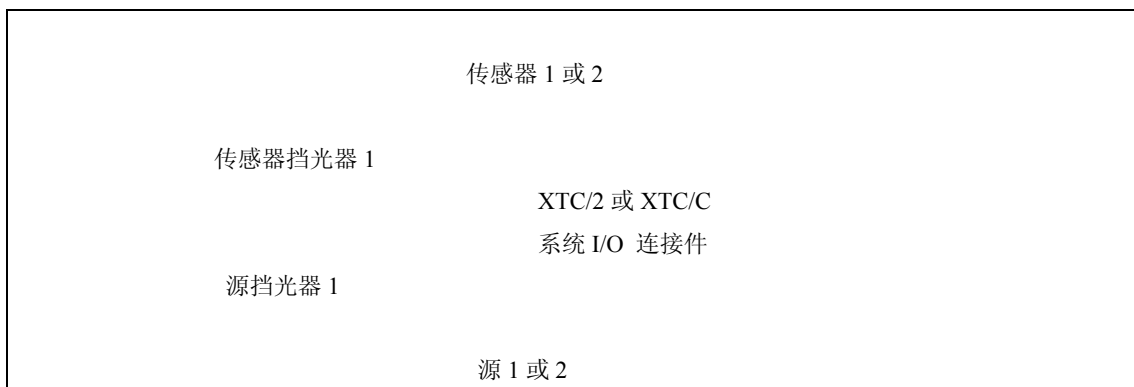 传感器 1 或 2
传感器挡光器 1
XTC/2 或 XTC/C
系统 I/O 连接件
源挡光器 1
源 1 或 2